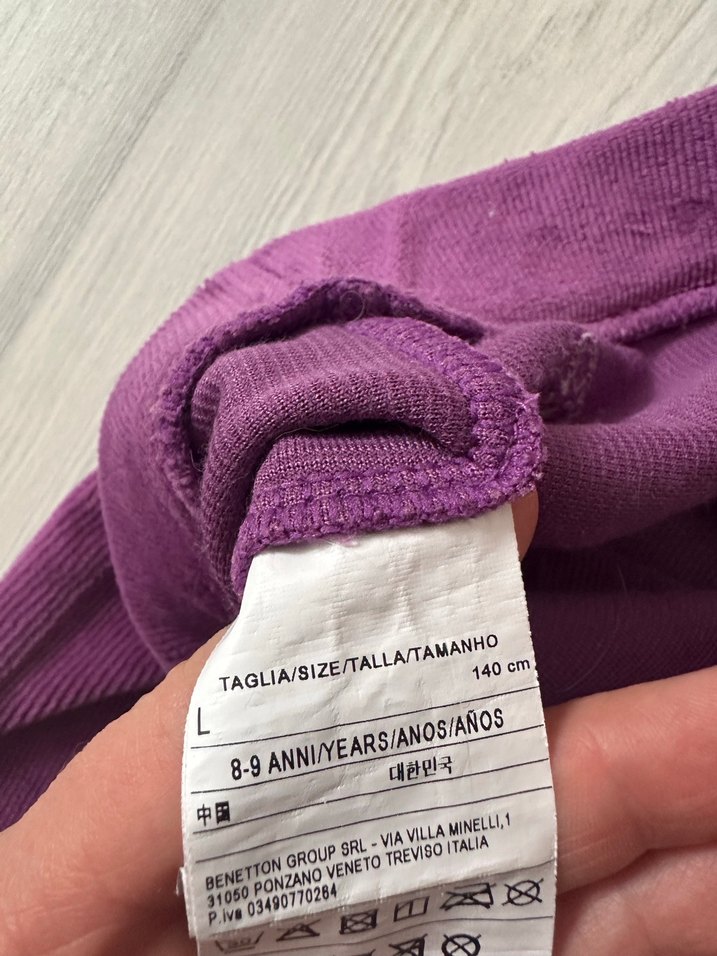 TAGLIA/SIZE/TALLA/TAMANHO
L 140 cm
8-9 ANNI/YEARS/ANOS/AÑOS
中国 대한민국
BENETTON GROUP SRL - VIA VILLA MINELLI,1
31050 PONZANO VENETO TREVISO ITALIA
P.iva 03490770264